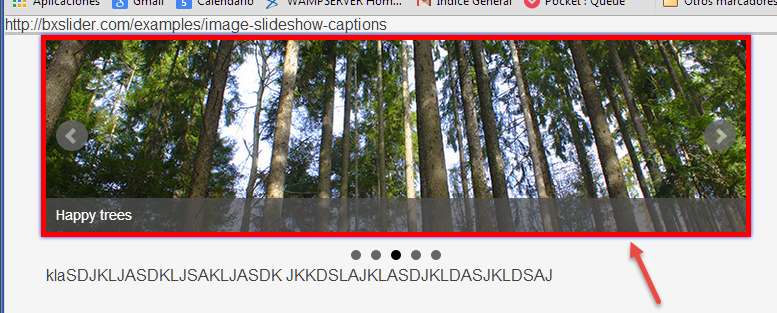 Aplicaciones Gmail Calendario WAMPSERVER Hom... Índice General Pocket : Queue Otros marcadores
http://bxslider.com/examples/image-slideshow-captions
Happy trees
klaSDJKLJASDKLJSAKLJASDK JKKDSLAJKLASDJKLDASJKLDSAJ